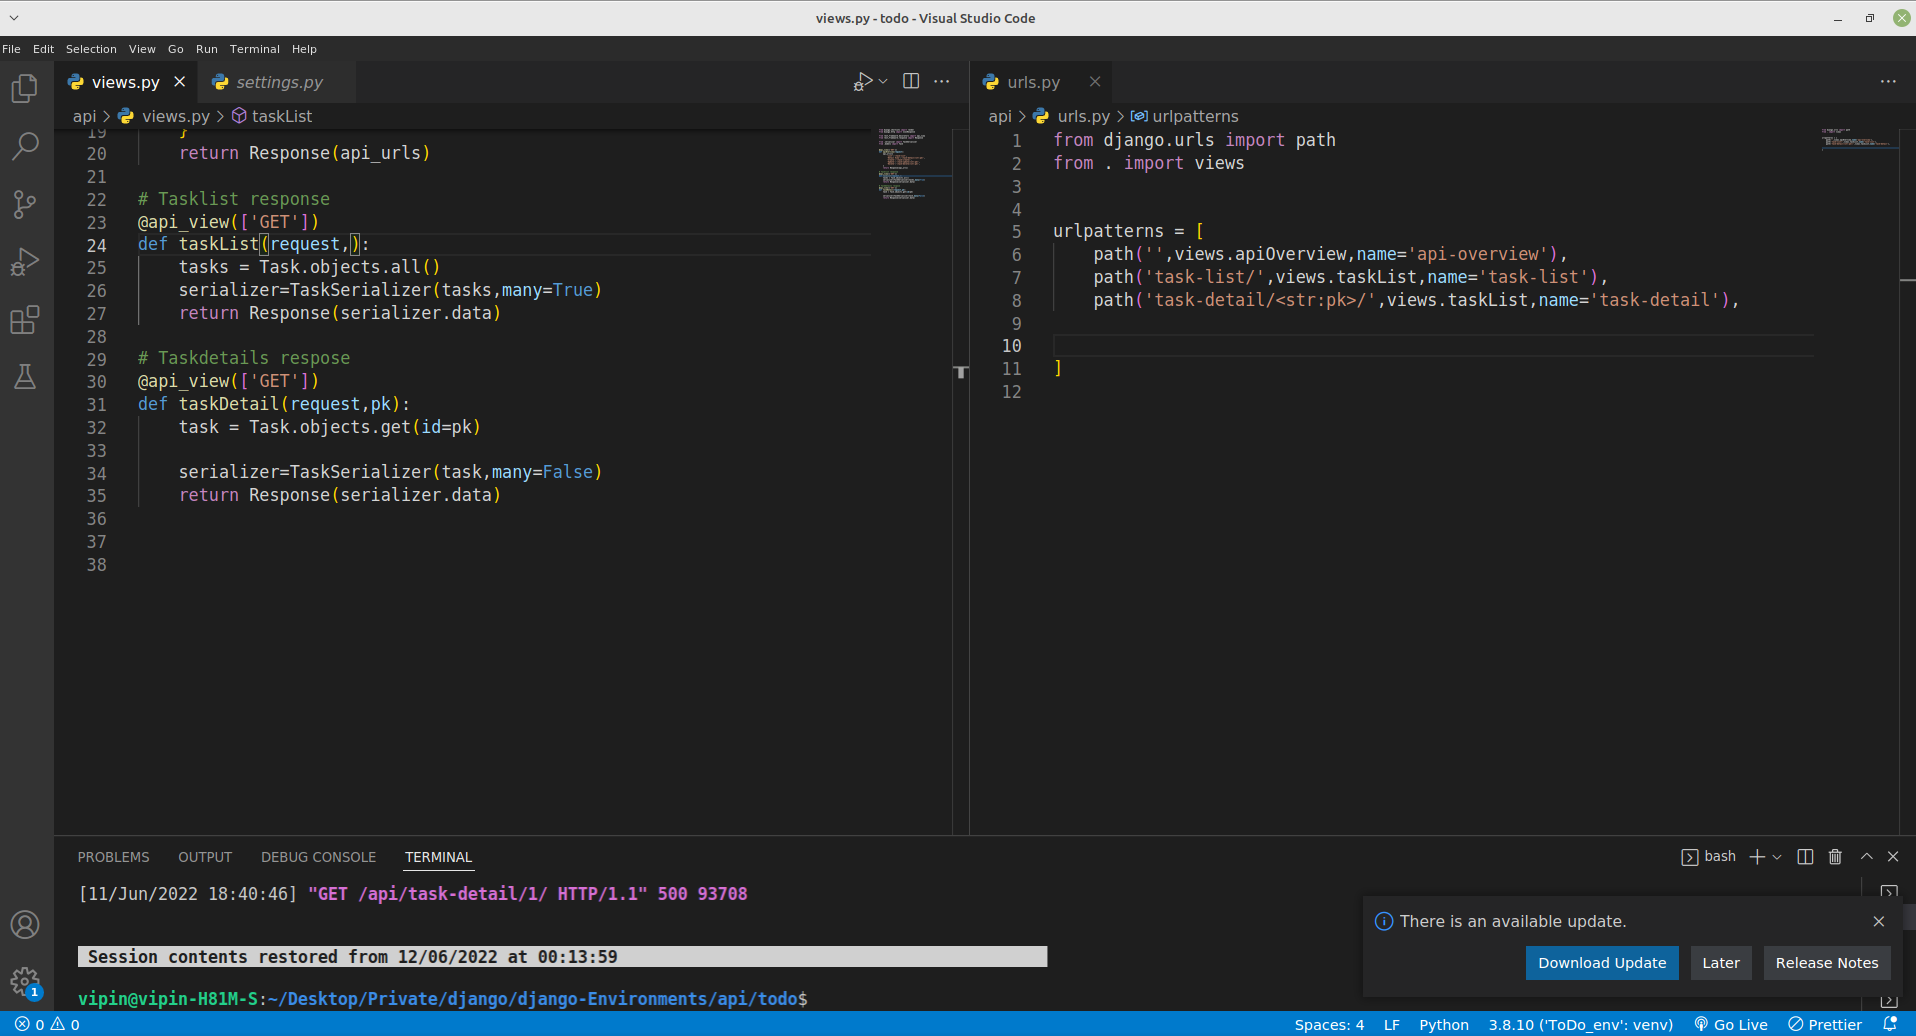 views.py - todo - Visual Studio Code
File Edit Selection View Go Run Terminal Help
views.py settings.py
api > views.py > taskList
19 }
20 return Response(api_urls)
21
22 # Tasklist response
23 @api_view(['GET'])
24 def taskList(request,):
25 tasks = Task.objects.all()
26 serializer=TaskSerializer(tasks,many=True)
27 return Response(serializer.data)
28
29 # Taskdetails respose
30 @api_view(['GET'])
31 def taskDetail(request,pk):
32 task = Task.objects.get(id=pk)
33
34 serializer=TaskSerializer(task,many=False)
35 return Response(serializer.data)
36
37
38
urls.py
api > urls.py > urlpatterns
1 from django.urls import path
2 from . import views
3
4
5 urlpatterns = [
6 path('',views.apiOverview,name='api-overview'),
7 path('task-list/',views.taskList,name='task-list'),
8 path('task-detail/<str:pk>/',views.taskList,name='task-detail'),
9
10
11 ]
12
PROBLEMS OUTPUT DEBUG CONSOLE TERMINAL
bash
[11/Jun/2022 18:40:46] "GET /api/task-detail/1/ HTTP/1.1" 500 93708
Session contents restored from 12/06/2022 at 00:13:59
vipin@vipin-H81M-S:~/Desktop/Private/django/django-Environments/api/todo$
There is an available update.
Download Update Later Release Notes
1
0 0 Spaces: 4 LF Python 3.8.10 ('ToDo_env': venv) Go Live Prettier